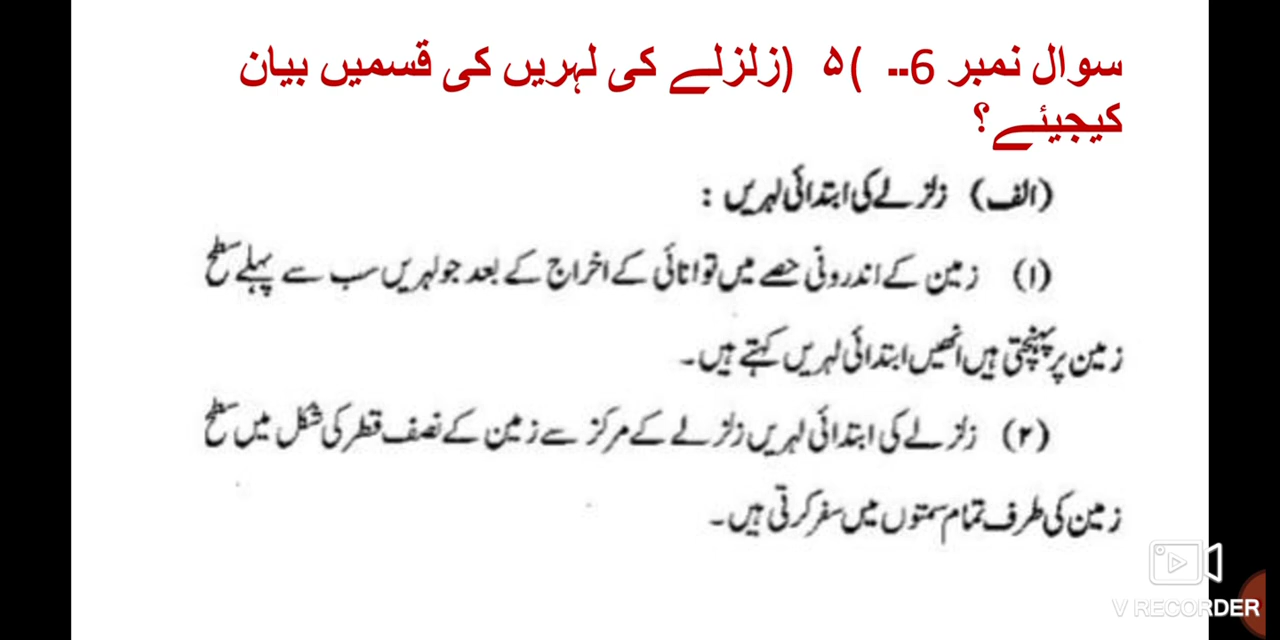 سوال نمبر 6-- )۵ (زلزلے کی لہریں کی قسمیں بیان
کیجیئے؟
(الف) زلزلے کی ابتدائی لہریں :
(۱) زمین کے اندرونی حصے میں توانائی کے اخراج کے بعد جو لہریں سب سے پہلے سطح
زمین پر پہنچتی ہیں انھیں ابتدائی لہریں کہتے ہیں۔
(۲) زلزلے کی ابتدائی لہریں زلزلے کے مرکز سے زمین کے نصف قطر کی شکل میں سطح
زمین کی طرف تمام سمتوں میں سفر کرتی ہیں۔
V RECORDER